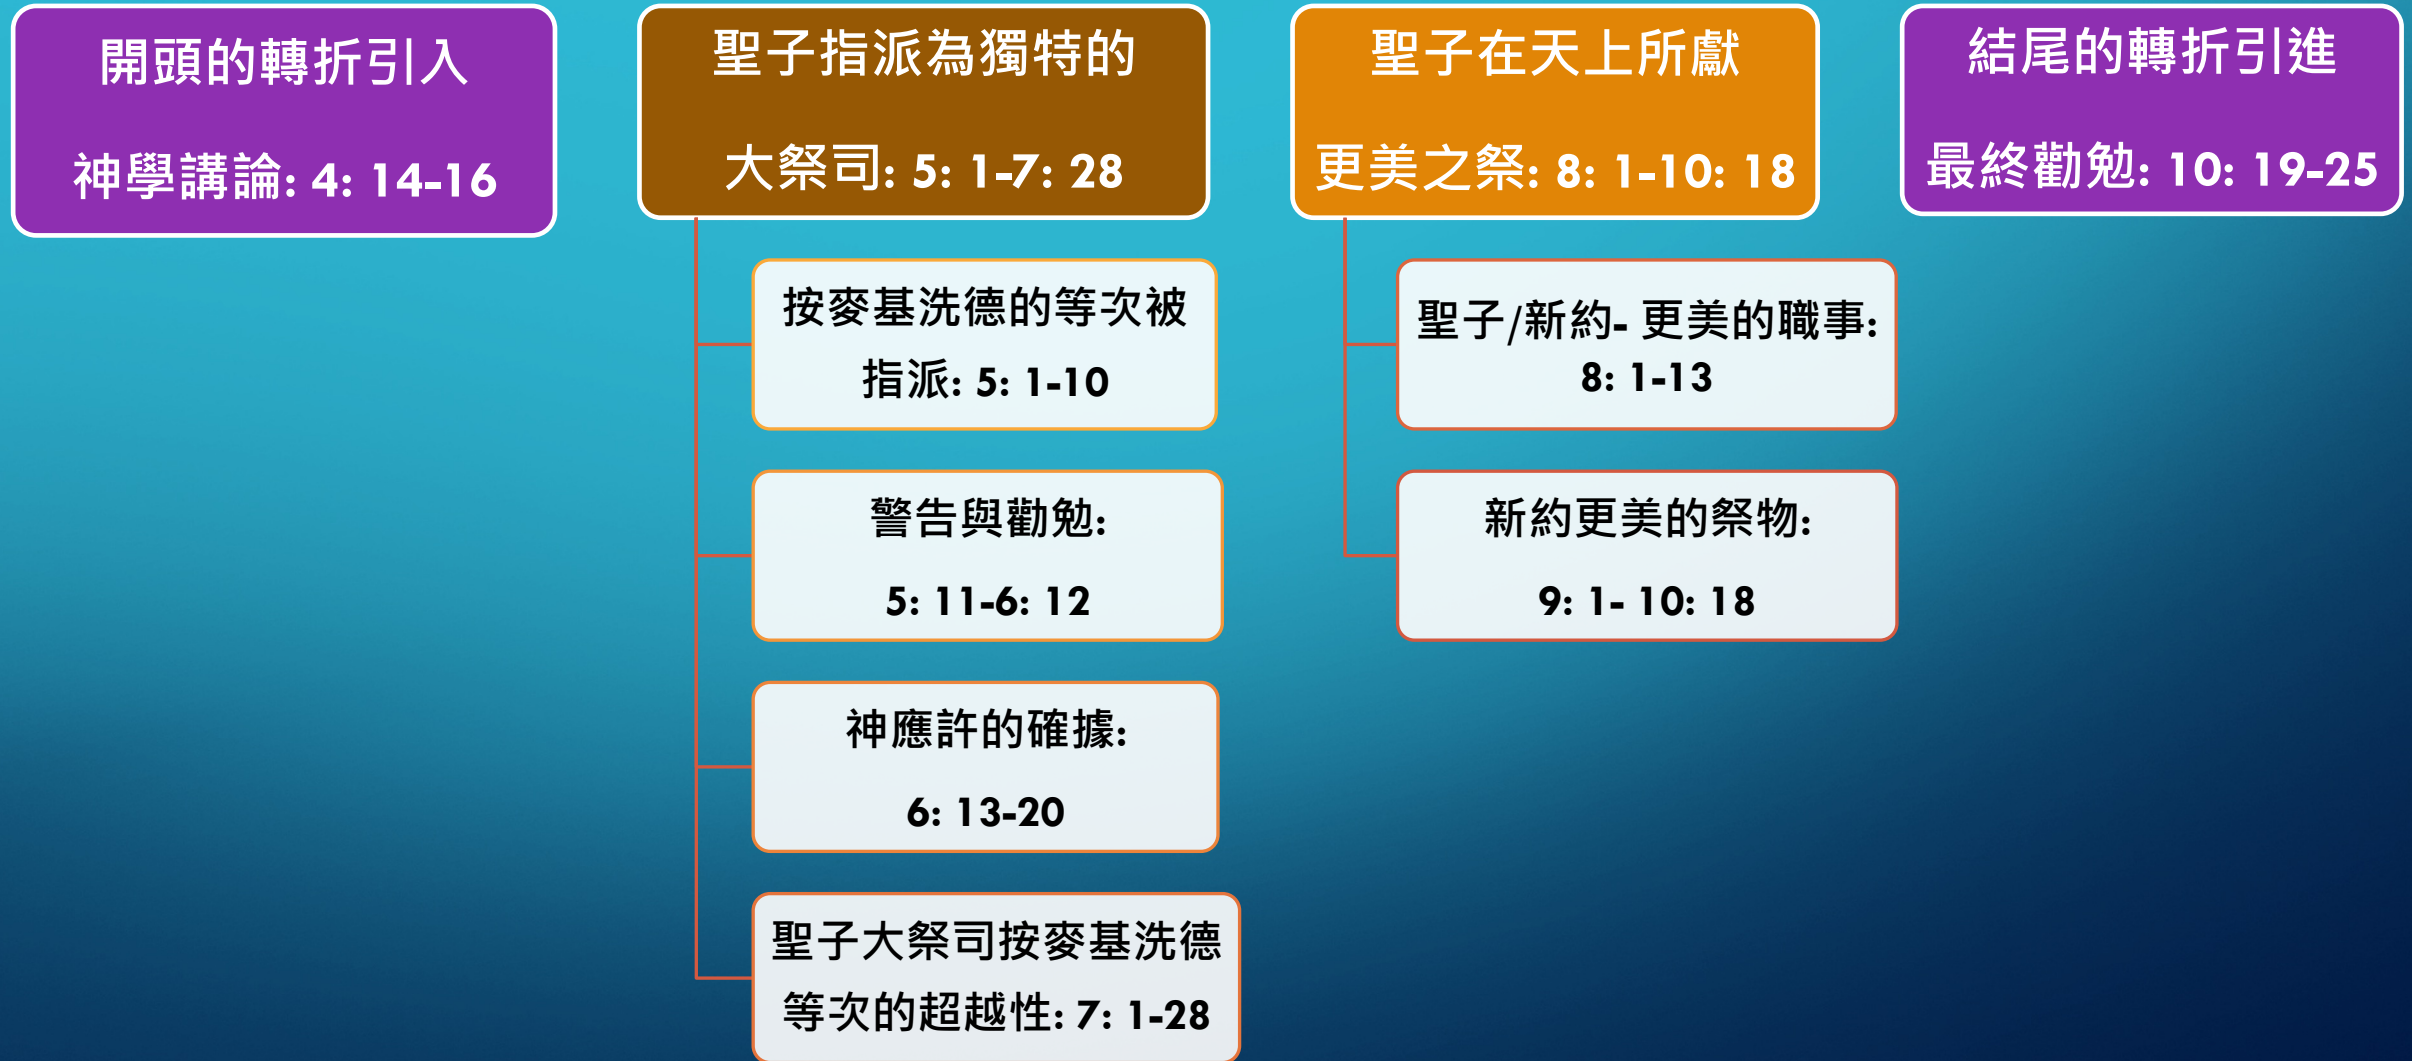 開頭的轉折引入
神學講論: 4: 14-16
聖子指派為獨特的
大祭司: 5: 1-7: 28
按麥基洗德的等次被
指派: 5: 1-10
警告與勸勉:
5: 11-6: 12
神應許的確據:
6: 13-20
聖子大祭司按麥基洗德
等次的超越性: 7: 1-28
聖子在天上所獻
更美之祭: 8: 1-10: 18
聖子/新約- 更美的職事:
8: 1-13
新約更美的祭物:
9: 1- 10: 18
結尾的轉折引進
最終勸勉: 10: 19-25